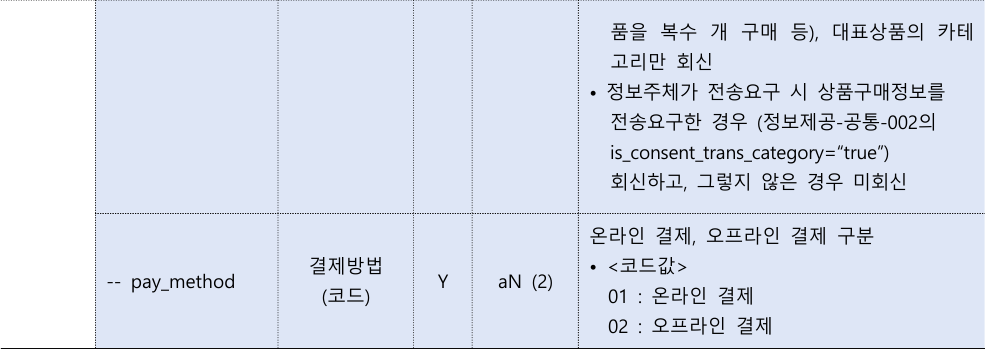 품을 복수 개 구매 등), 대표상품의 카테
고리만 회신
• 정보주체가 전송요구 시 상품구매정보를
전송요구한 경우 (정보제공-공통-002의
is_consent_trans_category=“true”)
회신하고, 그렇지 않은 경우 미회신
-- pay_method
결제방법
(코드)
Y
aN (2)
온라인 결제, 오프라인 결제 구분
• <코드값>
01 : 온라인 결제
02 : 오프라인 결제